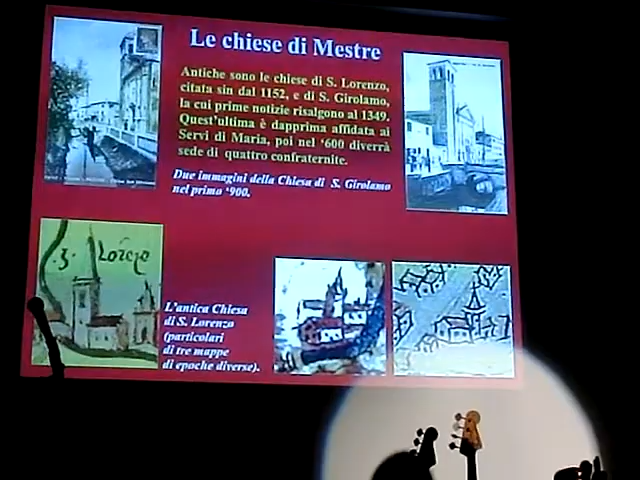 Le chiese di Mestre
Antiche sono le chiese di S. Lorenzo,
citata sin dal 1152, e di S. Girolamo,
la cui prime notizie risalgono al 1349.
Quest'ultima è dapprima affidata ai
Servi di Maria, poi nel '600 diverrà
sede di quattro confraternite.
Due immagini della Chiesa di S. Girolamo
nel primo '900.
L'antica Chiesa
di S. Lorenzo
(particolari
di tre mappe
di epoche diverse).